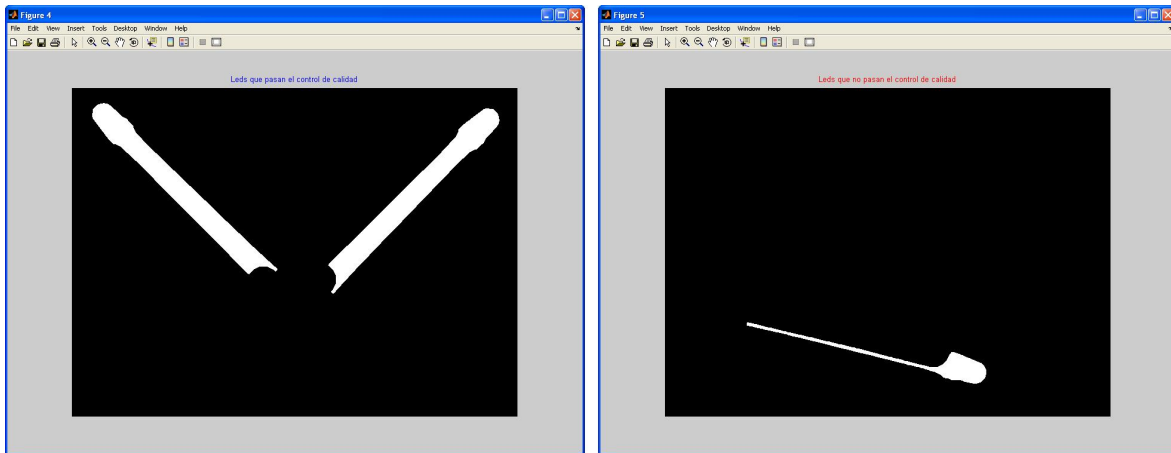 Figure 4
File Edit View Insert Tools Desktop Window Help
Leds que pasan el control de calidad
Figure 5
File Edit View Insert Tools Desktop Window Help
Leds que no pasan el control de calidad